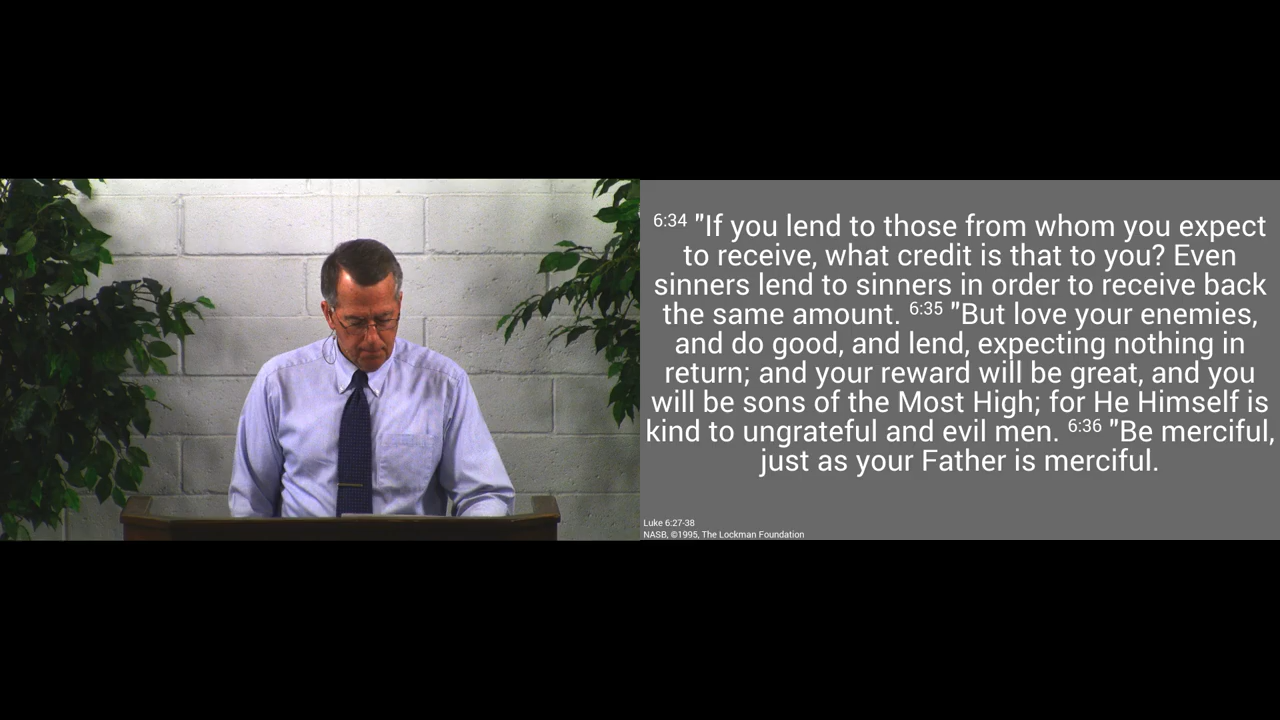 6:34 "If you lend to those from whom you expect
to receive, what credit is that to you? Even
sinners lend to sinners in order to receive back
the same amount. 6:35 "But love your enemies,
and do good, and lend, expecting nothing in
return; and your reward will be great, and you
will be sons of the Most High; for He Himself is
kind to ungrateful and evil men. 6:36 "Be merciful,
just as your Father is merciful.
Luke 6:27-38
NASB, ©1995, The Lockman Foundation